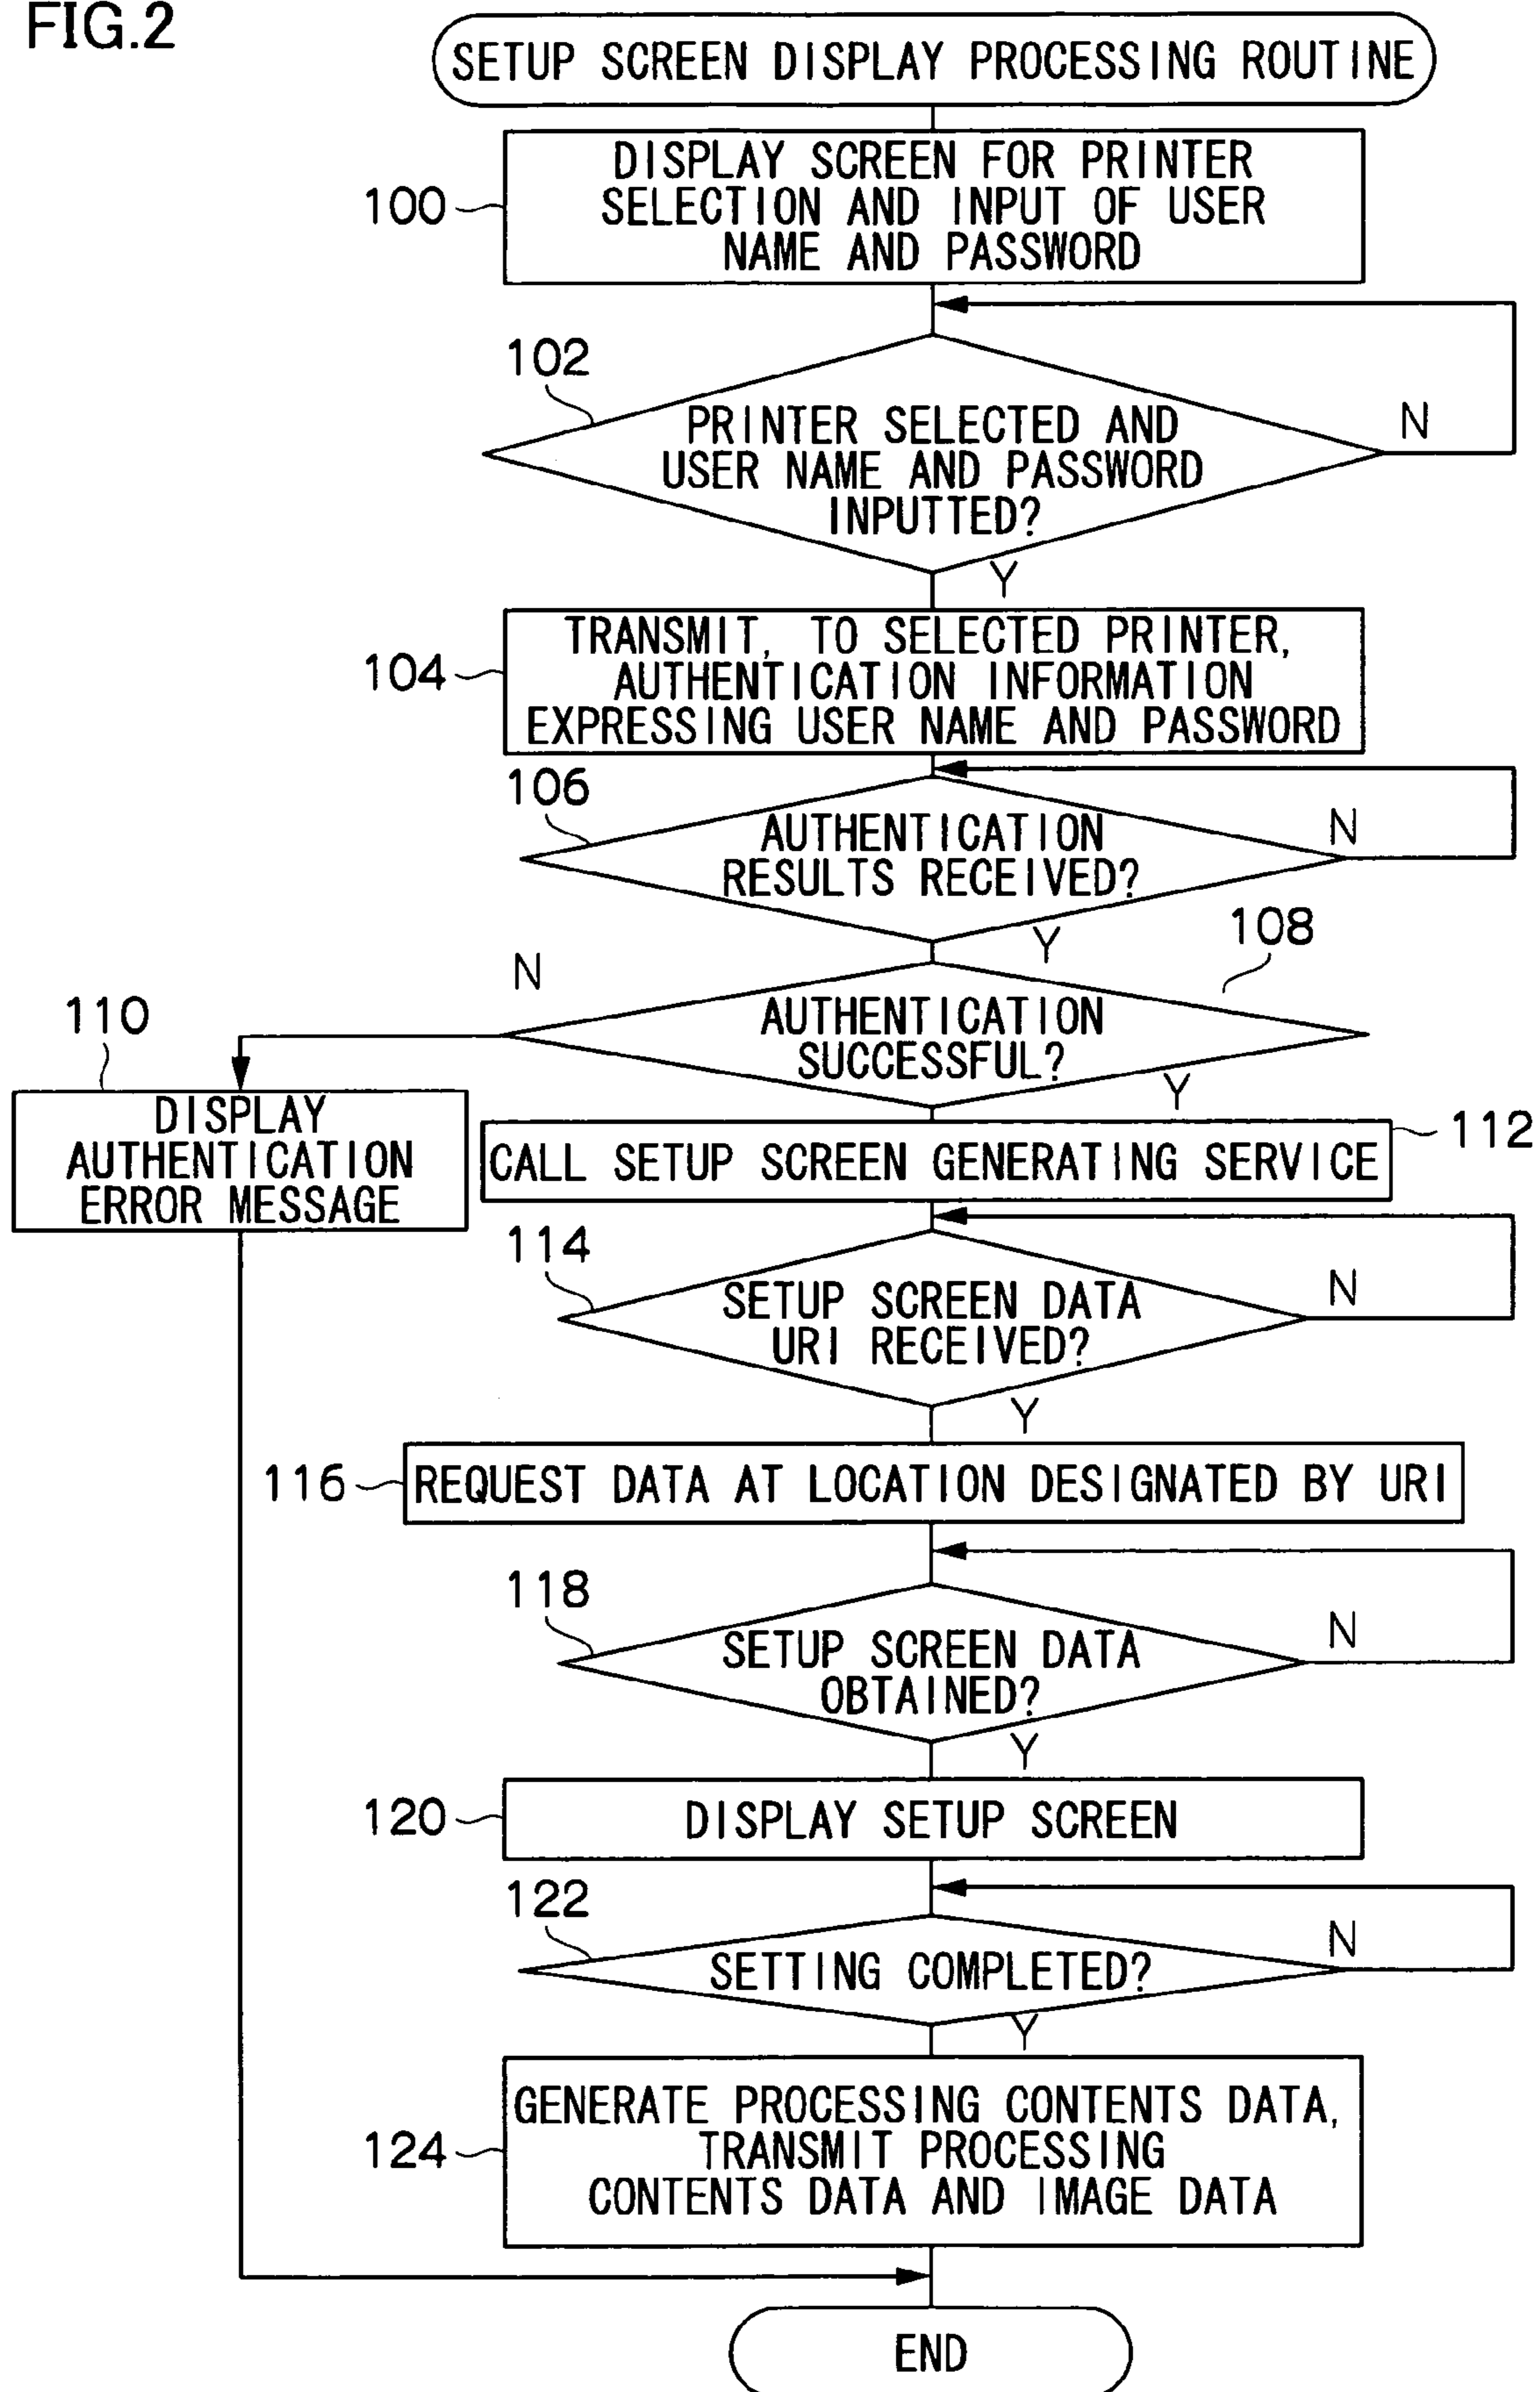 FIG.2
SETUP SCREEN DISPLAY PROCESSING ROUTINE
100
DISPLAY SCREEN FOR PRINTER
SELECTION AND INPUT OF USER
NAME AND PASSWORD
102
PRINTER SELECTED AND
USER NAME AND PASSWORD
INPUTTED?
N
Y
104
TRANSMIT, TO SELECTED PRINTER,
AUTHENTICATION INFORMATION
EXPRESSING USER NAME AND PASSWORD
106
AUTHENTICATION
RESULTS RECEIVED?
N
Y
108
N
AUTHENTICATION
SUCCESSFUL?
Y
110
DISPLAY
AUTHENTICATION
ERROR MESSAGE
CALL SETUP SCREEN GENERATING SERVICE
112
114
SETUP SCREEN DATA
URI RECEIVED?
N
Y
116
REQUEST DATA AT LOCATION DESIGNATED BY URI
118
SETUP SCREEN DATA
OBTAINED?
N
Y
120
DISPLAY SETUP SCREEN
122
SETTING COMPLETED?
N
Y
124
GENERATE PROCESSING CONTENTS DATA,
TRANSMIT PROCESSING
CONTENTS DATA AND IMAGE DATA
END